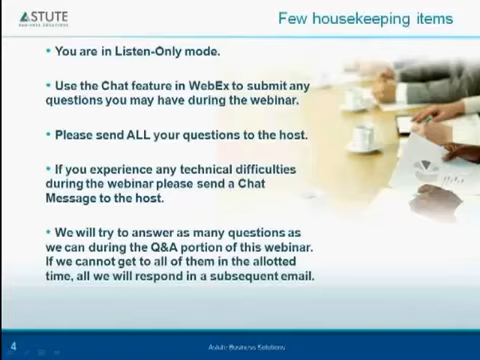 ASTUTE
BUSINESS SOLUTIONS
Few housekeeping items
• You are in Listen-Only mode.
• Use the Chat feature in WebEx to submit any
questions you may have during the webinar.
• Please send ALL your questions to the host.
• If you experience any technical difficulties
during the webinar please send a Chat
Message to the host.
• We will try to answer as many questions as
we can during the Q&A portion of this webinar.
If we cannot get to all of them in the allotted
time, all we will respond in a subsequent email.
4
Astute Business Solutions